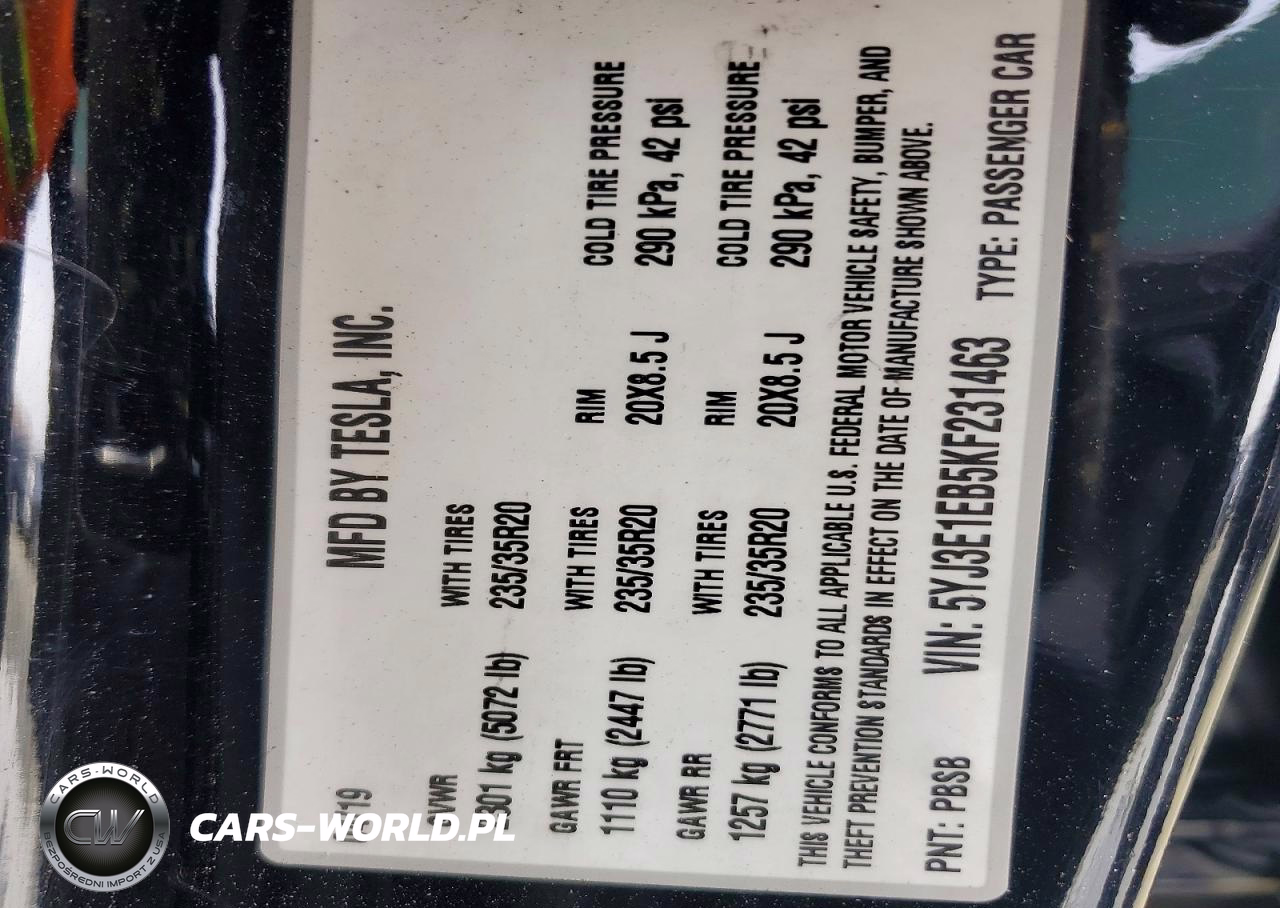 MFD BY TESLA, INC.
GVWR WITH TIRES
2301 kg (5072 lb) 235/35R20
GAWR FRT WITH TIRES RIM COLD TIRE PRESSURE
1110 kg (2447 lb) 235/35R20 20X8.5 J 290 kPa, 42 psi
GAWR RR WITH TIRES RIM COLD TIRE PRESSURE
1257 kg (2771 lb) 235/35R20 20X8.5 J 290 kPa, 42 psi
THIS VEHICLE CONFORMS TO ALL APPLICABLE U.S. FEDERAL MOTOR VEHICLE SAFETY, BUMPER, AND
THEFT PREVENTION STANDARDS IN EFFECT ON THE DATE OF MANUFACTURE SHOWN ABOVE.
PNT: PBSB VIN: 5YJ3E1EB5KF231463 TYPE: PASSENGER CAR
CARS-WORLD
CW
BEZPOŚREDNI IMPORT Z USA
CARS-WORLD.PL